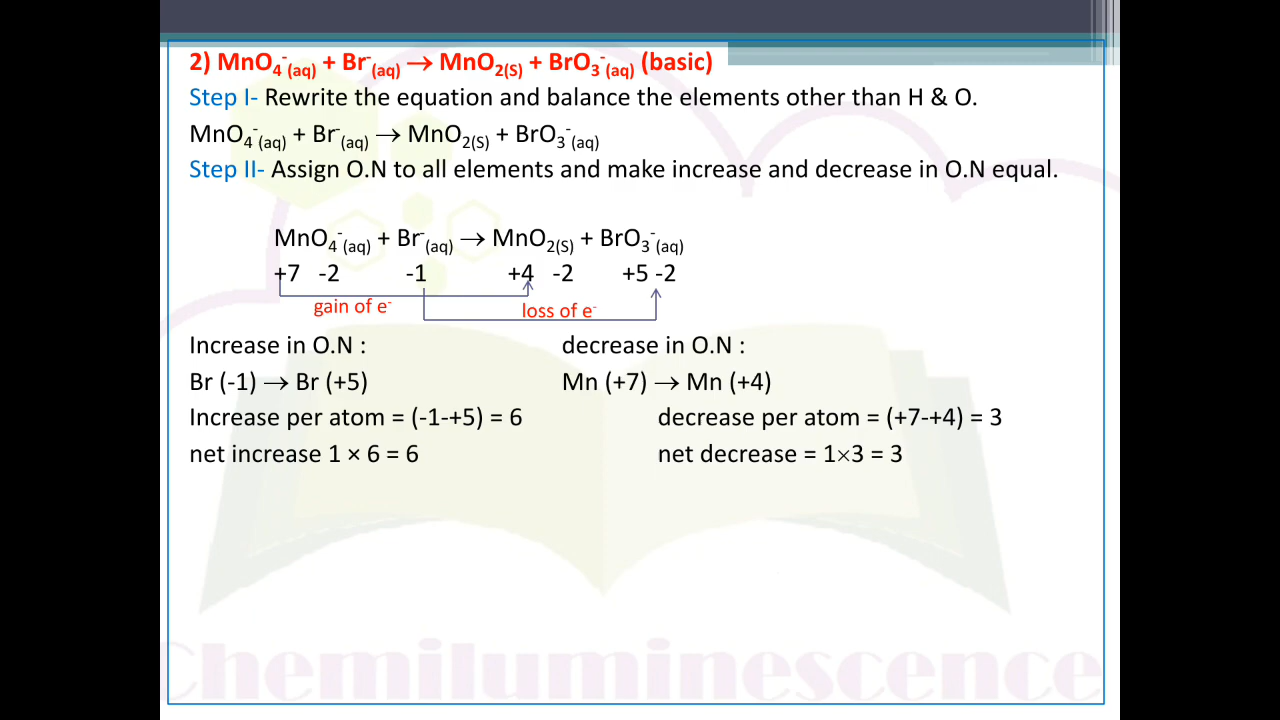 2) MnO₄⁻(aq) + Br⁻(aq) → MnO₂(S) + BrO₃⁻(aq) (basic)
Step I- Rewrite the equation and balance the elements other than H & O.
MnO₄⁻(aq) + Br⁻(aq) → MnO₂(S) + BrO₃⁻(aq)
Step II- Assign O.N to all elements and make increase and decrease in O.N equal.
MnO₄⁻(aq) + Br⁻(aq) → MnO₂(S) + BrO₃⁻(aq)
+7 -2 -1 +4 -2 +5 -2
gain of e⁻ loss of e⁻
Increase in O.N : decrease in O.N :
Br (-1) → Br (+5) Mn (+7) → Mn (+4)
Increase per atom = (-1-+5) = 6 decrease per atom = (+7-+4) = 3
net increase 1 × 6 = 6 net decrease = 1×3 = 3
Chemiluminescence